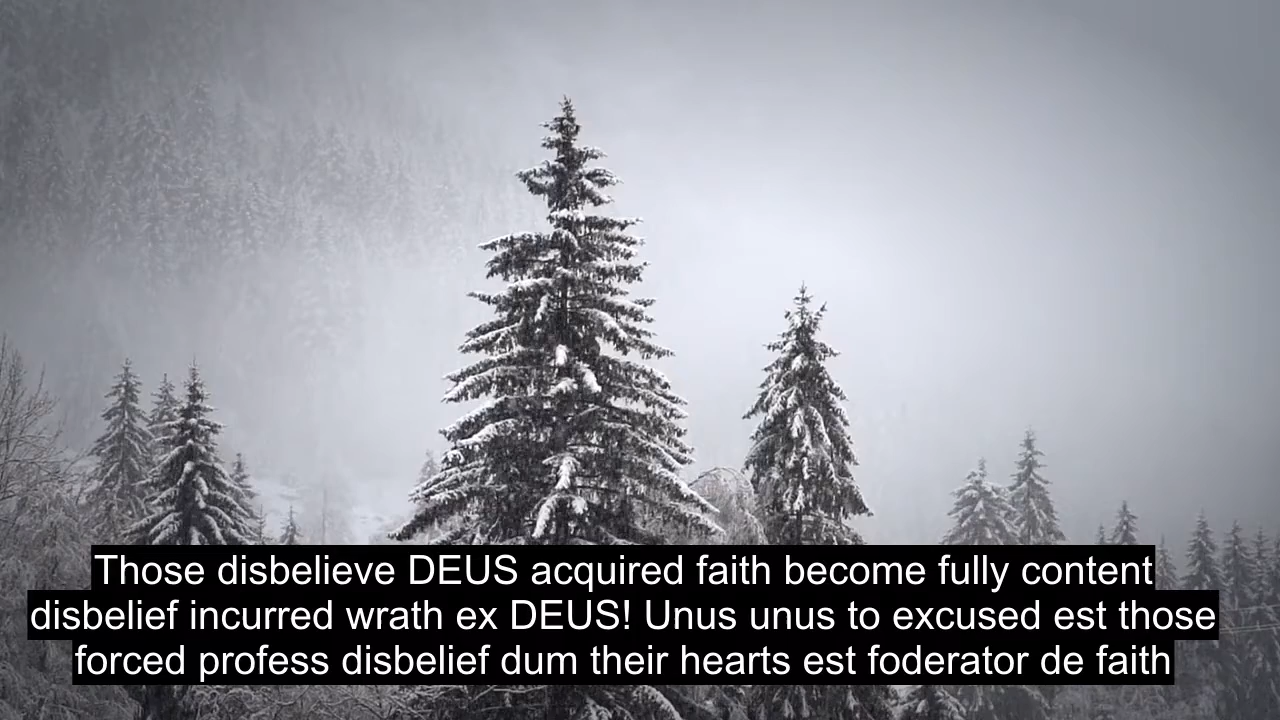 Those disbelieve DEUS acquired faith become fully content
disbelief incurred wrath ex DEUS! Unus unus to excused est those
forced profess disbelief dum their hearts est foderator de faith